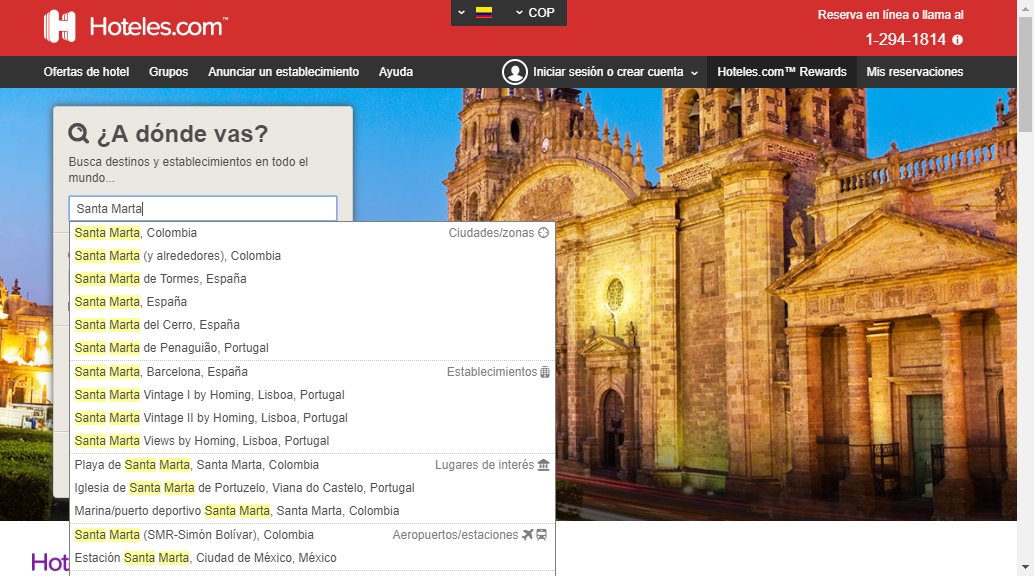 Hoteles.com™
COP
Reserva en línea o llama al
1-294-1814
Ofertas de hotel Grupos Anunciar un establecimiento Ayuda Iniciar sesión o crear cuenta Hoteles.com™ Rewards Mis reservaciones
¿A dónde vas?
Busca destinos y establecimientos en todo el
mundo...
Santa Marta
Santa Marta, Colombia Ciudades/zonas
Santa Marta (y alrededores), Colombia
Santa Marta de Tormes, España
Santa Marta, España
Santa Marta del Cerro, España
Santa Marta de Penaguião, Portugal
Santa Marta, Barcelona, España Establecimientos
Santa Marta Vintage I by Homing, Lisboa, Portugal
Santa Marta Vintage II by Homing, Lisboa, Portugal
Santa Marta Views by Homing, Lisboa, Portugal
Playa de Santa Marta, Santa Marta, Colombia Lugares de interés
Iglesia de Santa Marta de Portuzelo, Viana do Castelo, Portugal
Marina/puerto deportivo Santa Marta, Santa Marta, Colombia
Santa Marta (SMR-Simón Bolívar), Colombia Aeropuertos/estaciones
Estación Santa Marta, Ciudad de México, México
Hot